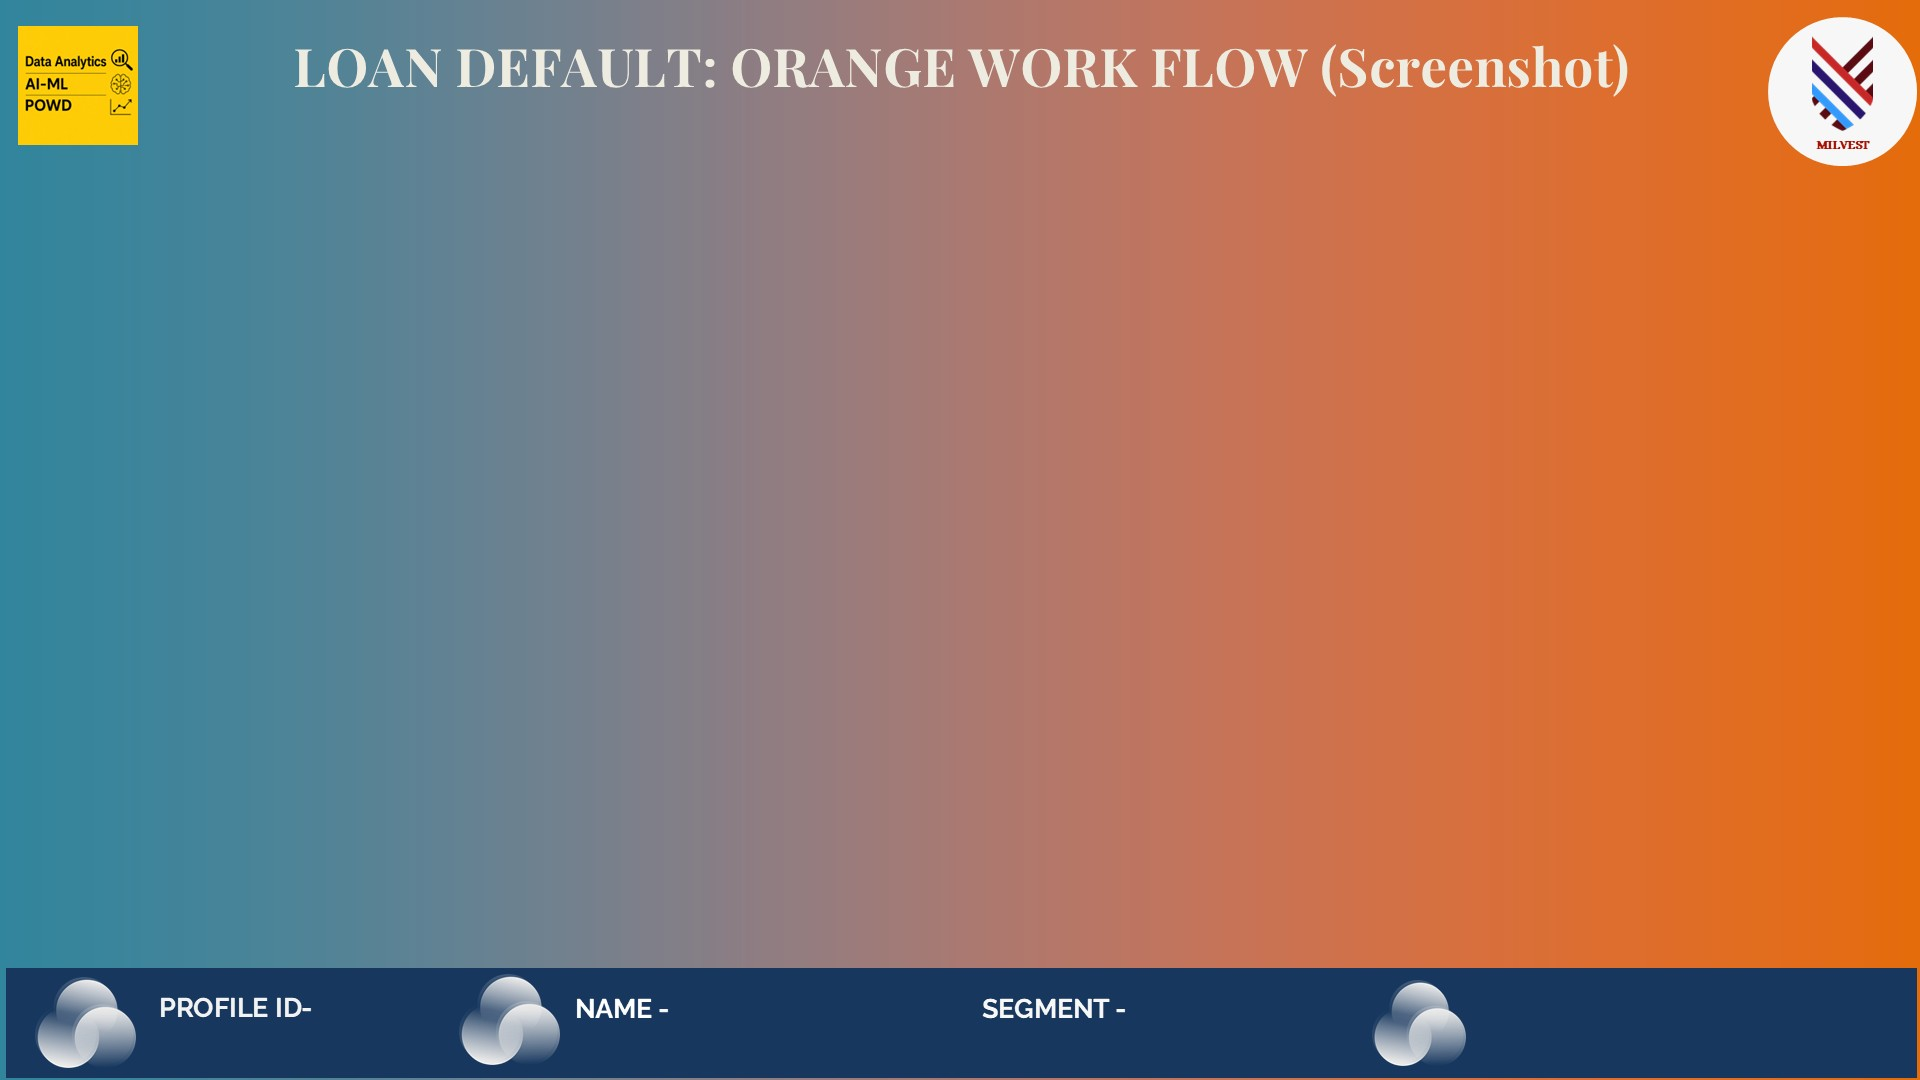 Data Analytics
AI-ML
POWD
LOAN DEFAULT: ORANGE WORK FLOW (Screenshot)
MILVEST
PROFILE ID-
NAME -
SEGMENT -